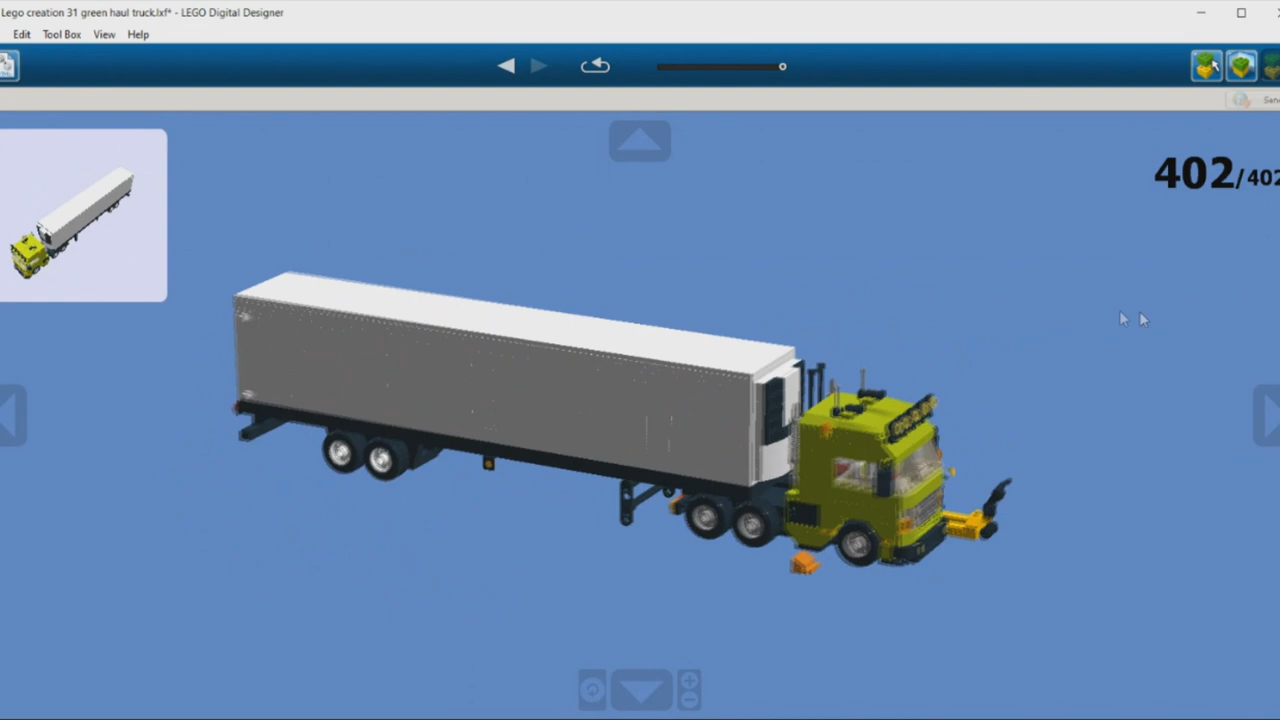 Lego creation 31 green haul truck.lxf* - LEGO Digital Designer
Edit Tool Box View Help
402/402